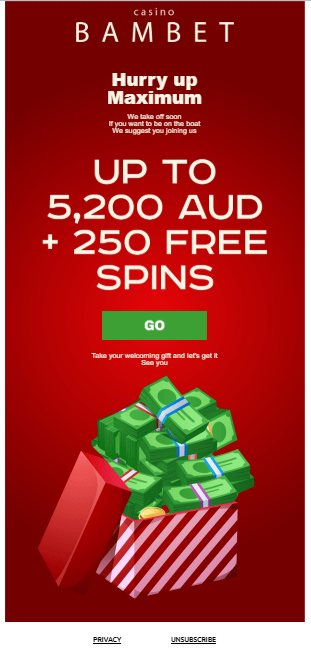 casino
BAMBET
Hurry up
Maximum
We take off soon
If you want to be on the boat
We suggest you joining us
UP TO
5,200 AUD
+ 250 FREE
SPINS
GO
Take your welcoming gift and let's get it
See you
PRIVACY UNSUBSCRIBE